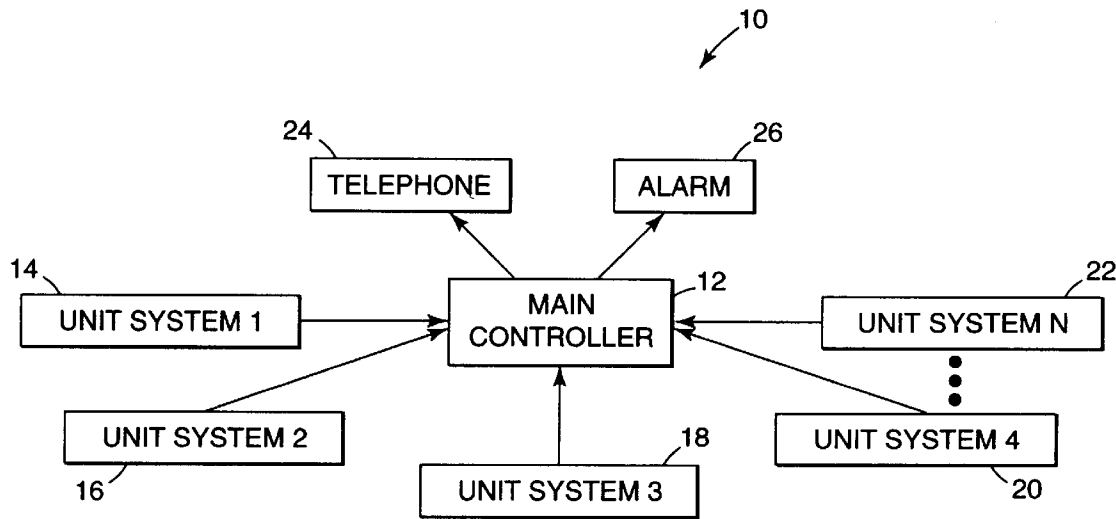 10
24
26
TELEPHONE
ALARM
14
12
22
UNIT SYSTEM 1
MAIN
CONTROLLER
UNIT SYSTEM N
UNIT SYSTEM 2
18
UNIT SYSTEM 4
16
UNIT SYSTEM 3
20